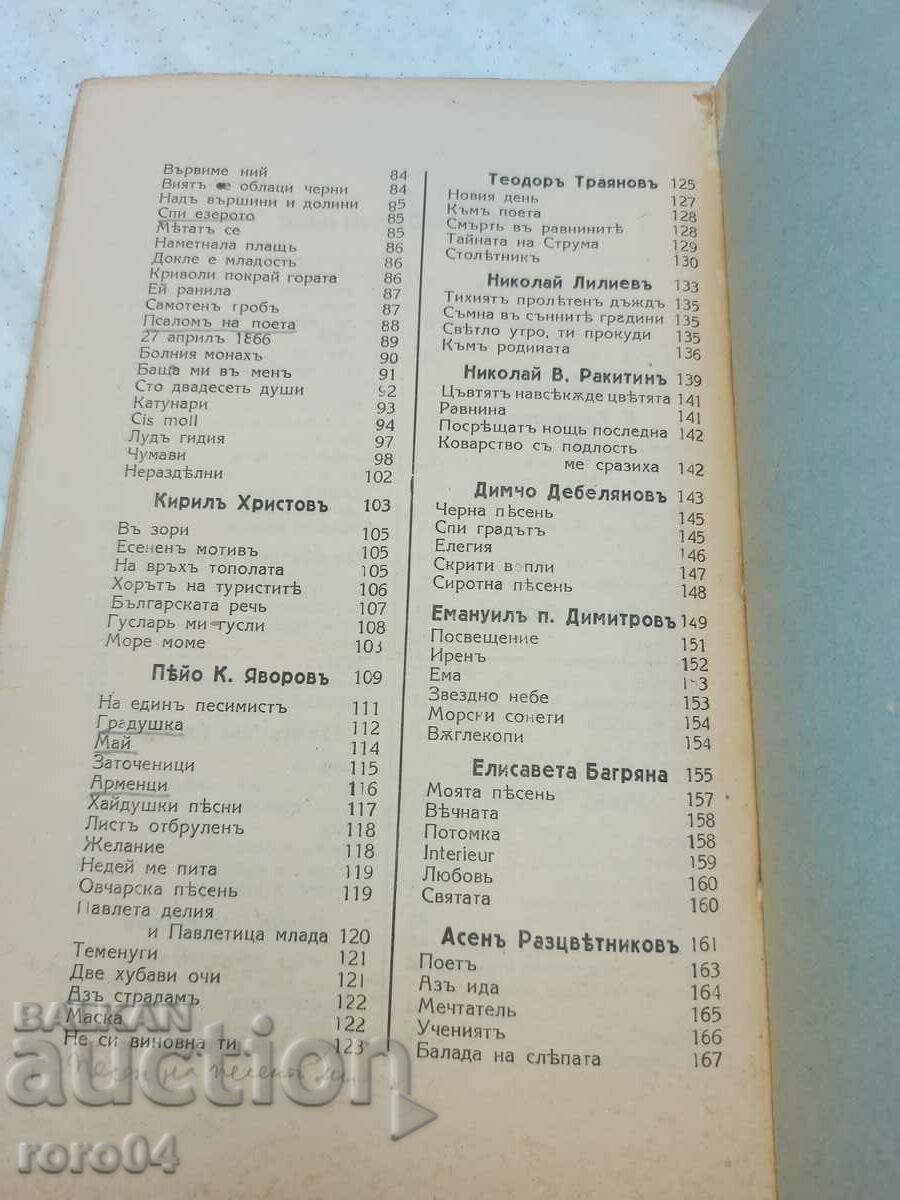 Вървиме ний 84
Виятъ се облаци черни 84
Надъ вършини и долини 85
Спи езерото 85
Мѣтатъ се 85
Наметнала плащь 86
Докле е младость 86
Криволи покрай гората 86
Ей ранила 87
Самотенъ гробъ 87
Псаломъ на поета 88
27 априлъ 1866 89
Болния монахъ 90
Баща ми въ менъ 91
Сто двадесеть души 92
Катунари 93
Cis moll 94
Лудъ гидия 97
Чумави 98
Нераздѣлни 102
Кирилъ Христовъ 103
Въ зори 105
Есененъ мотивъ 105
На връхъ тополата 105
Хорътъ на туриститѣ 106
Българската речь 107
Гусларь ми гусли 108
Море моме 103
Пѣйо К. Яворовъ 109
На единъ песимистъ 111
Градушка 112
Май 114
Заточеници 115
Арменци 116
Хайдушки пѣсни 117
Листъ отбруленъ 118
Желание 118
Недей ме пита 119
Овчарска пѣсень 119
Павлета делия
и Павлетица млада 120
Теменуги 121
Две хубави очи 121
Азъ страдамъ 122
Маска 122
Не си виновна ти 123
Теодоръ Траяновъ 125
Новия день 127
Къмъ поета 128
Смърть въ равнинитѣ 128
Тайната на Струма 129
Столѣтникъ 130
Николай Лилиевъ 133
Тихиятъ пролѣтенъ дъждъ 135
Съмна въ съннитѣ градини 135
Свѣтло утро, ти прокуди 135
Към родината 136
Николай В. Ракитинъ 139
Цъвтятъ навсѣкѫде цвѣтята 141
Равнина 141
Посрѣщатъ нощь последна 142
Коварство съ подлость
ме сразиха 142
Димчо Дебеляновъ 143
Черна пѣсень 145
Спи градътъ 145
Елегия 146
Скрити вопли 147
Сиротна пѣсень 148
Емануилъ п. Димитровъ 149
Посвещение 151
Иренъ 152
Ема 153
Звездно небе 153
Морски сонети 154
Вѫглекопи 154
Елисавета Багряна 155
Моята пѣсень 157
Вѣчната 158
Потомка 158
Interieur 159
Любовь 160
Святата 160
Асенъ Разцвѣтниковъ 161
Поетъ 163
Азъ ида 164
Мечтатель 165
Учениятъ 166
Балада на слѣпата 167
BALKAN
auction
roro04